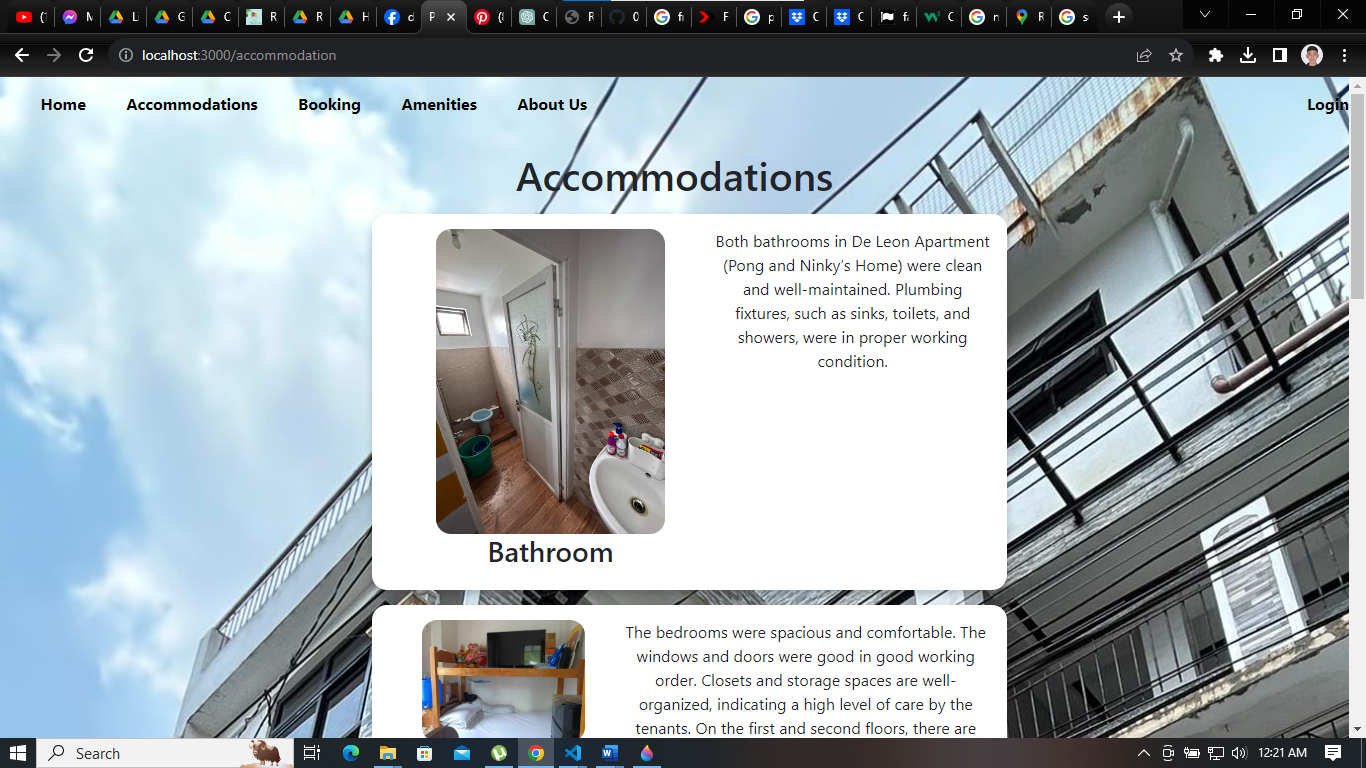 localhost:3000/accommodation
Home Accommodations Booking Amenities About Us Login
Accommodations
Both bathrooms in De Leon Apartment
(Pong and Ninky’s Home) were clean
and well-maintained. Plumbing
fixtures, such as sinks, toilets, and
showers, were in proper working
condition.
Bathroom
The bedrooms were spacious and comfortable. The
windows and doors were good in good working
order. Closets and storage spaces are well-
organized, indicating a high level of care by the
tenants. On the first and second floors, there are
Search
12:21 AM